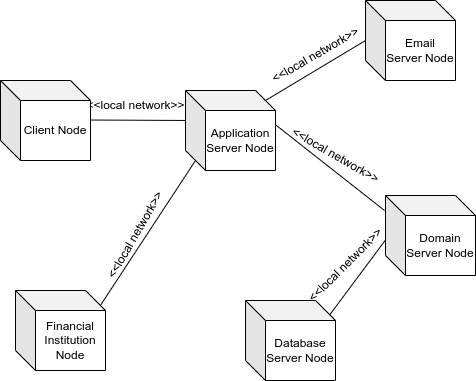 Email
Server Node
<<local network>>
<<local network>>
Client Node
Application
Server Node
<<local network>>
<<local network>>
Domain
Server Node
<<local network>>
Financial
Institution
Node
Database
Server Node